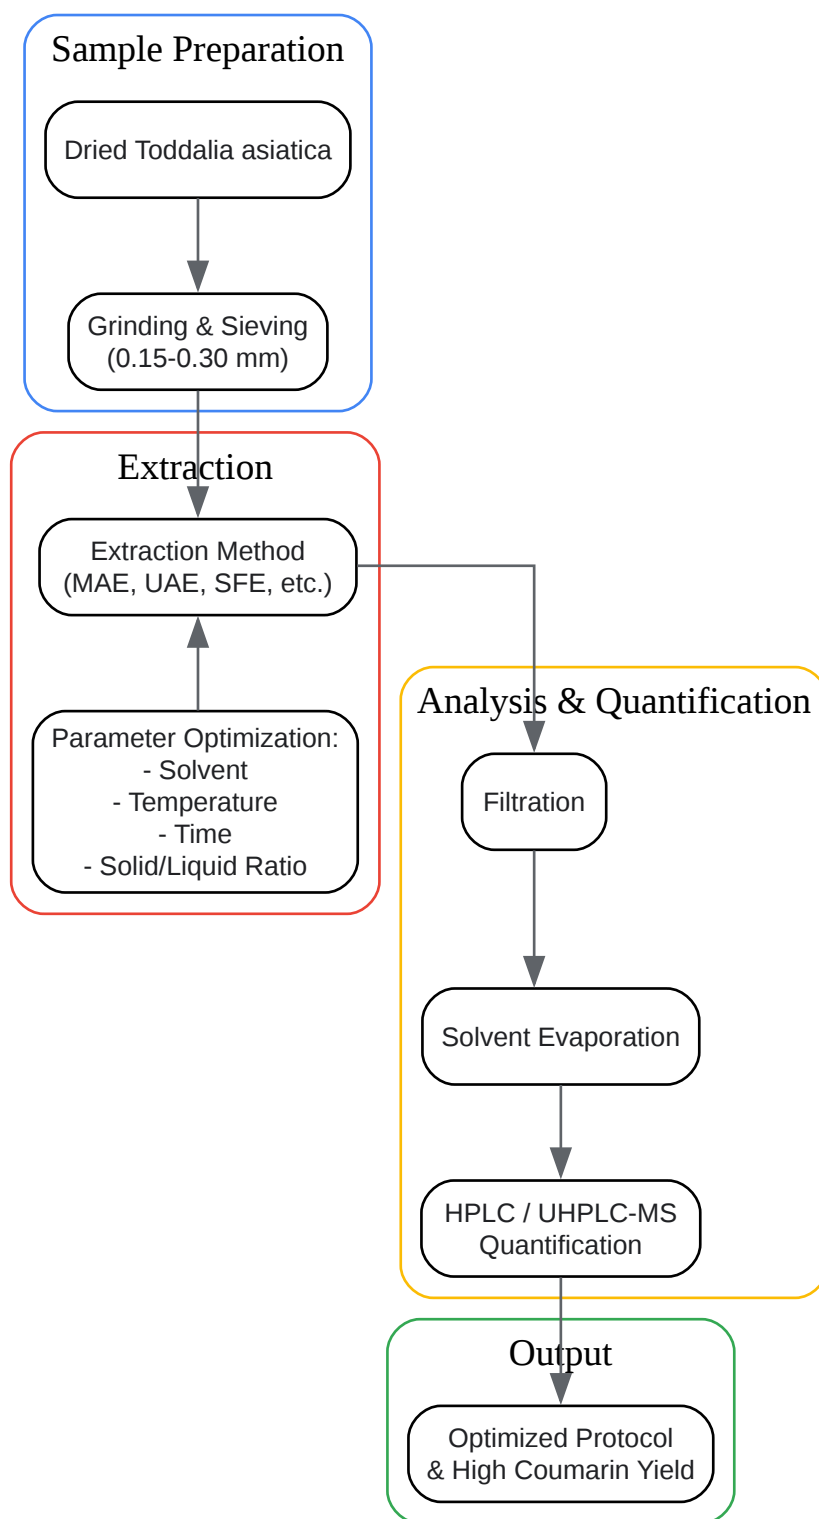 Sample Preparation
Dried Toddalia asiatica
Grinding & Sieving
(0.15-0.30 mm)
Extraction
Extraction Method
(MAE, UAE, SFE, etc.)
Parameter Optimization:
- Solvent
- Temperature
- Time
- Solid/Liquid Ratio
Analysis & Quantification
Filtration
Solvent Evaporation
HPLC / UHPLC-MS
Quantification
Output
Optimized Protocol
& High Coumarin Yield